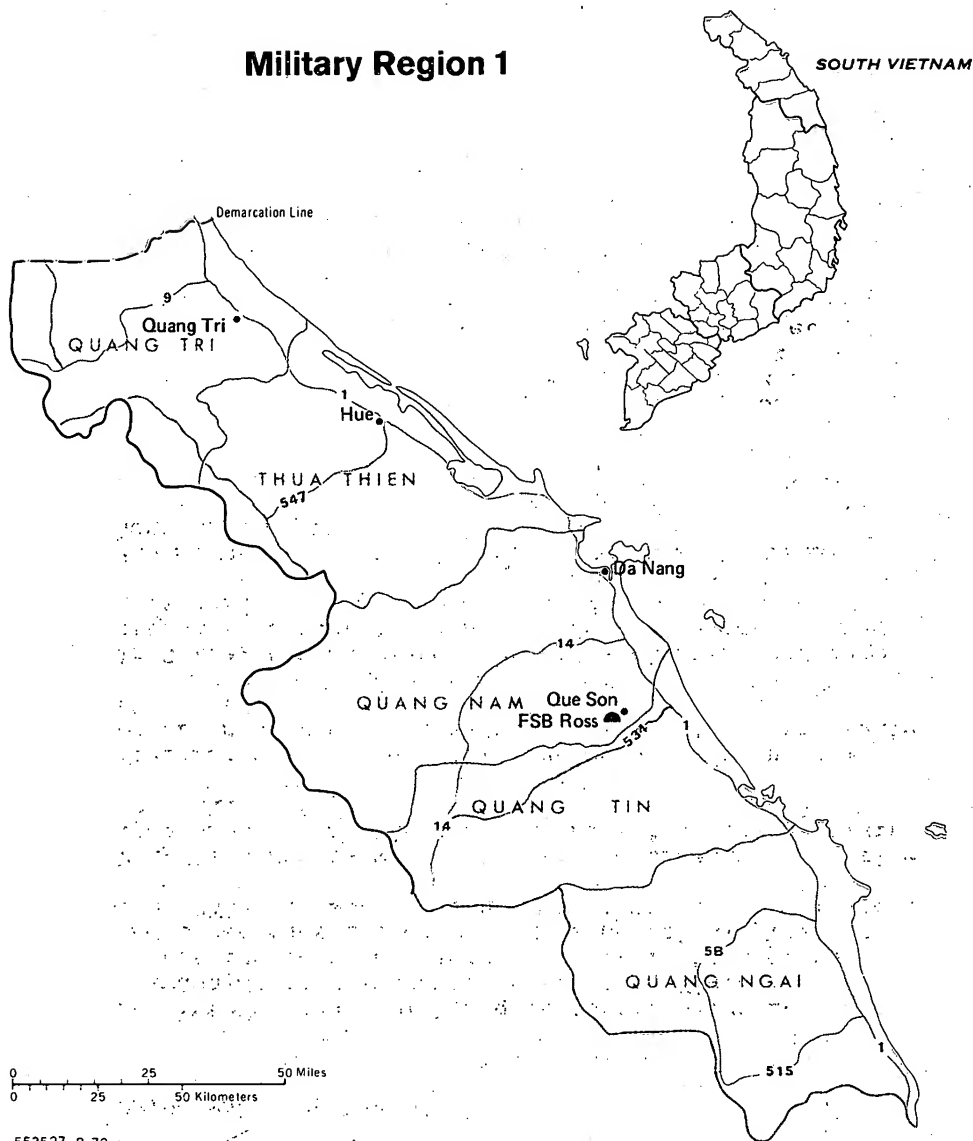 Military Region 1
SOUTH VIETNAM
Demarcation Line
9
Quang Tri
QUANG TRI
1
Hue
THUA THIEN
547
Da Nang
14
QUANG NAM
Que Son
FSB Ross
534
1
QUANG TIN
14
5B
QUANG NGAI
515
1
0 25 50 Miles
0 25 50 Kilometers